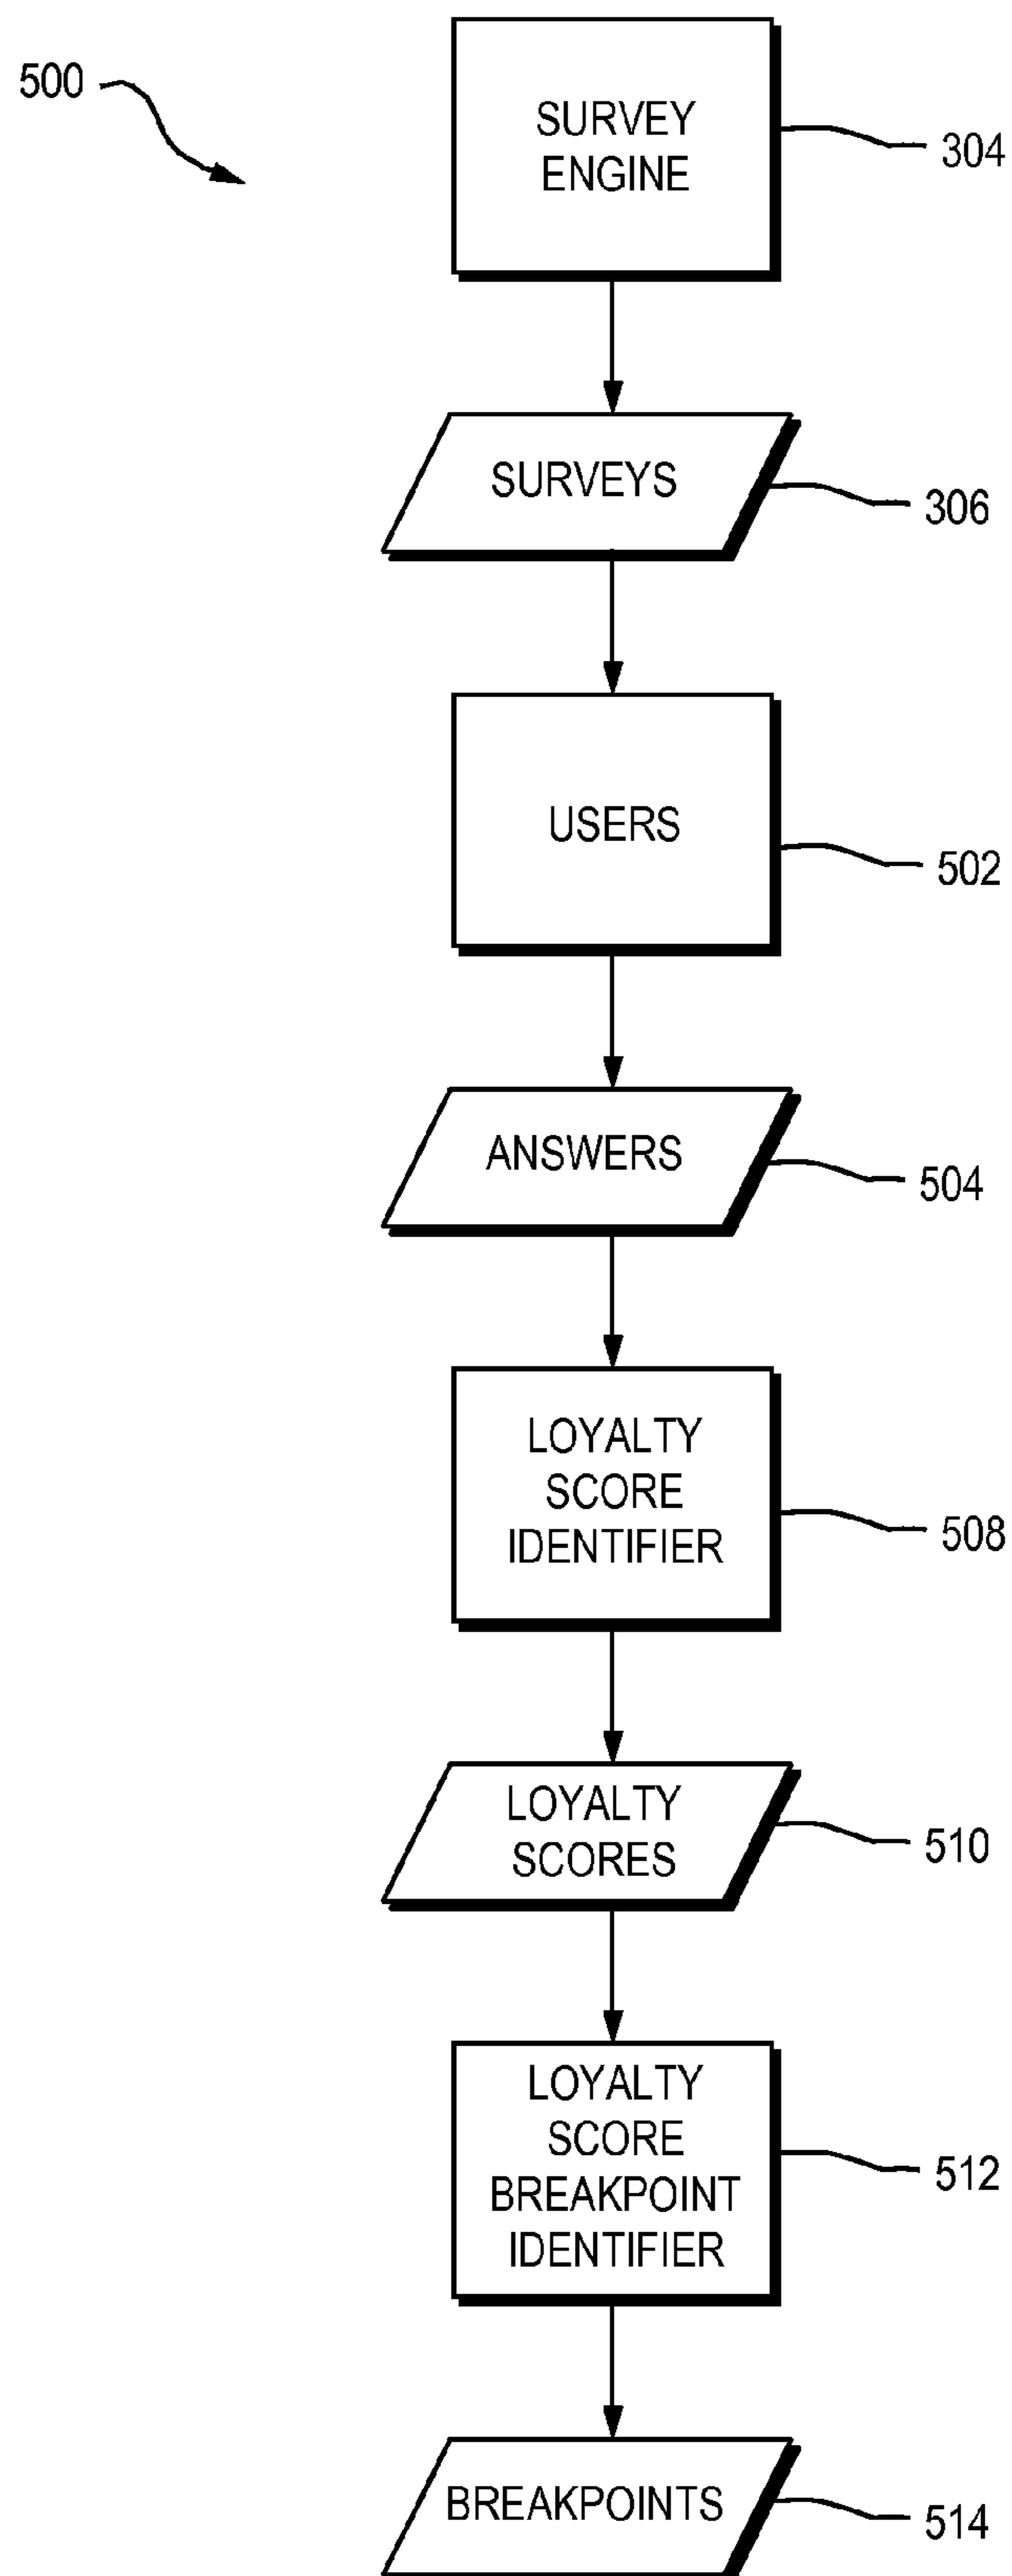 500
SURVEY
ENGINE
304
SURVEYS
306
USERS
502
ANSWERS
504
LOYALTY
SCORE
IDENTIFIER
508
LOYALTY
SCORES
510
LOYALTY
SCORE
BREAKPOINT
IDENTIFIER
512
BREAKPOINTS
514